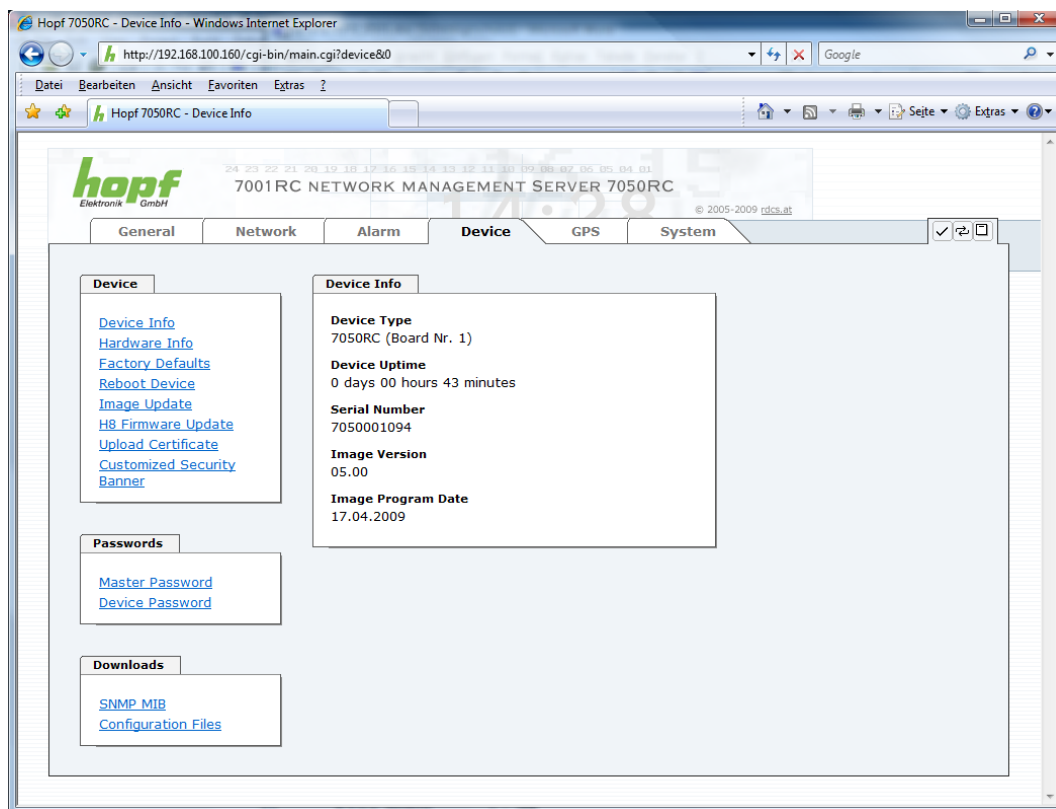 Hopf 7050RC - Device Info - Windows Internet Explorer
http://192.168.100.160/cgi-bin/main.cgi?device&0
Google
Datei Bearbeiten Ansicht Favoriten Extras ?
Hopf 7050RC - Device Info
Seite Extras
hopf
Elektronik GmbH
24 23 22 21 20 19 18 17 16 15 14 13 12 11 10 09 08 07 06 05 04 01
7001RC NETWORK MANAGEMENT SERVER 7050RC
14:28
© 2005-2009 rdcs.at
General Network Alarm Device GPS System
Device
Device Info
Hardware Info
Factory Defaults
Reboot Device
Image Update
H8 Firmware Update
Upload Certificate
Customized Security
Banner
Passwords
Master Password
Device Password
Downloads
SNMP MIB
Configuration Files
Device Info
Device Type
7050RC (Board Nr. 1)
Device Uptime
0 days 00 hours 43 minutes
Serial Number
7050001094
Image Version
05.00
Image Program Date
17.04.2009